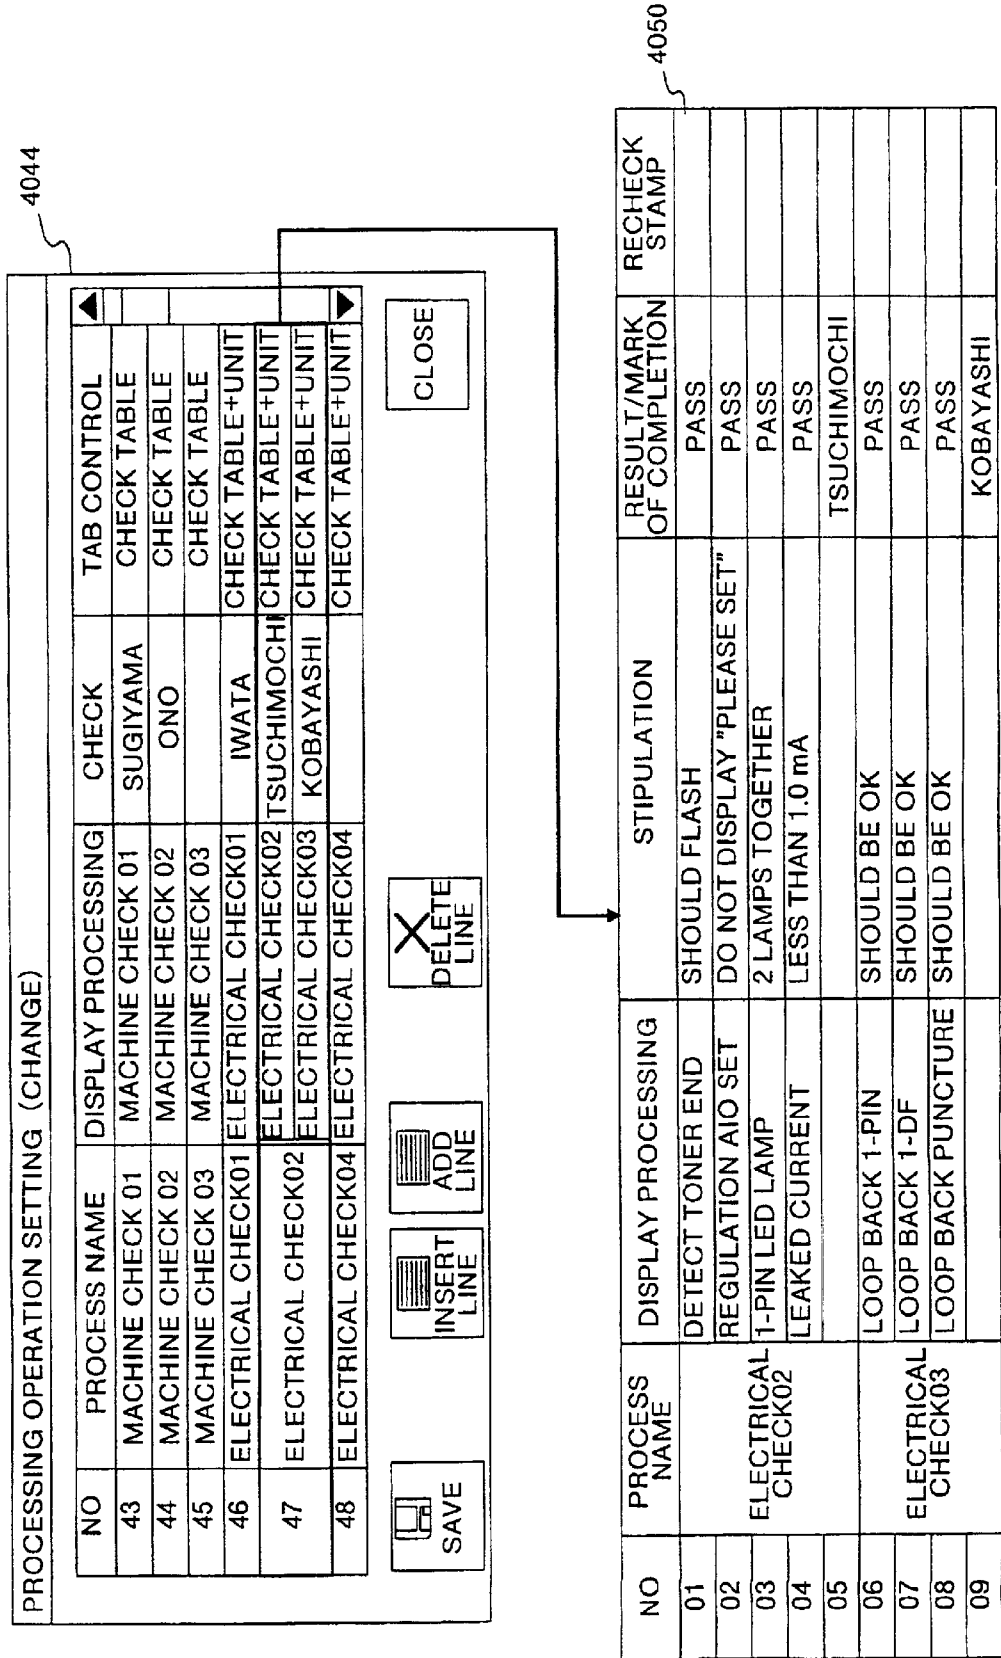 4044
PROCESSING OPERATION SETTING (CHANGE)
NO PROCESS NAME DISPLAY PROCESSING CHECK TAB CONTROL
43 MACHINE CHECK 01 MACHINE CHECK 01 SUGIYAMA CHECK TABLE
44 MACHINE CHECK 02 MACHINE CHECK 02 ONO CHECK TABLE
45 MACHINE CHECK 03 MACHINE CHECK 03 CHECK TABLE
46 ELECTRICAL CHECK01 ELECTRICAL CHECK01 IWATA CHECK TABLE+UNIT
47 ELECTRICAL CHECK02 ELECTRICAL CHECK02 TSUCHIMOCHI CHECK TABLE+UNIT
ELECTRICAL CHECK03 KOBAYASHI CHECK TABLE+UNIT
48 ELECTRICAL CHECK04 ELECTRICAL CHECK04 CHECK TABLE+UNIT
SAVE
INSERT
LINE
ADD
LINE
DELETE
LINE
CLOSE
4050
NO PROCESS NAME DISPLAY PROCESSING STIPULATION RESULT/MARK OF COMPLETION RECHECK STAMP
01 DETECT TONER END SHOULD FLASH PASS
02 REGULATION AIO SET DO NOT DISPLAY "PLEASE SET" PASS
03 ELECTRICAL CHECK02 1-PIN LED LAMP 2 LAMPS TOGETHER PASS
04 LEAKED CURRENT LESS THAN 1.0 mA PASS
05 TSUCHIMOCHI
06 LOOP BACK 1-PIN SHOULD BE OK PASS
07 ELECTRICAL CHECK03 LOOP BACK 1-DF SHOULD BE OK PASS
08 LOOP BACK PUNCTURE SHOULD BE OK PASS
09 KOBAYASHI